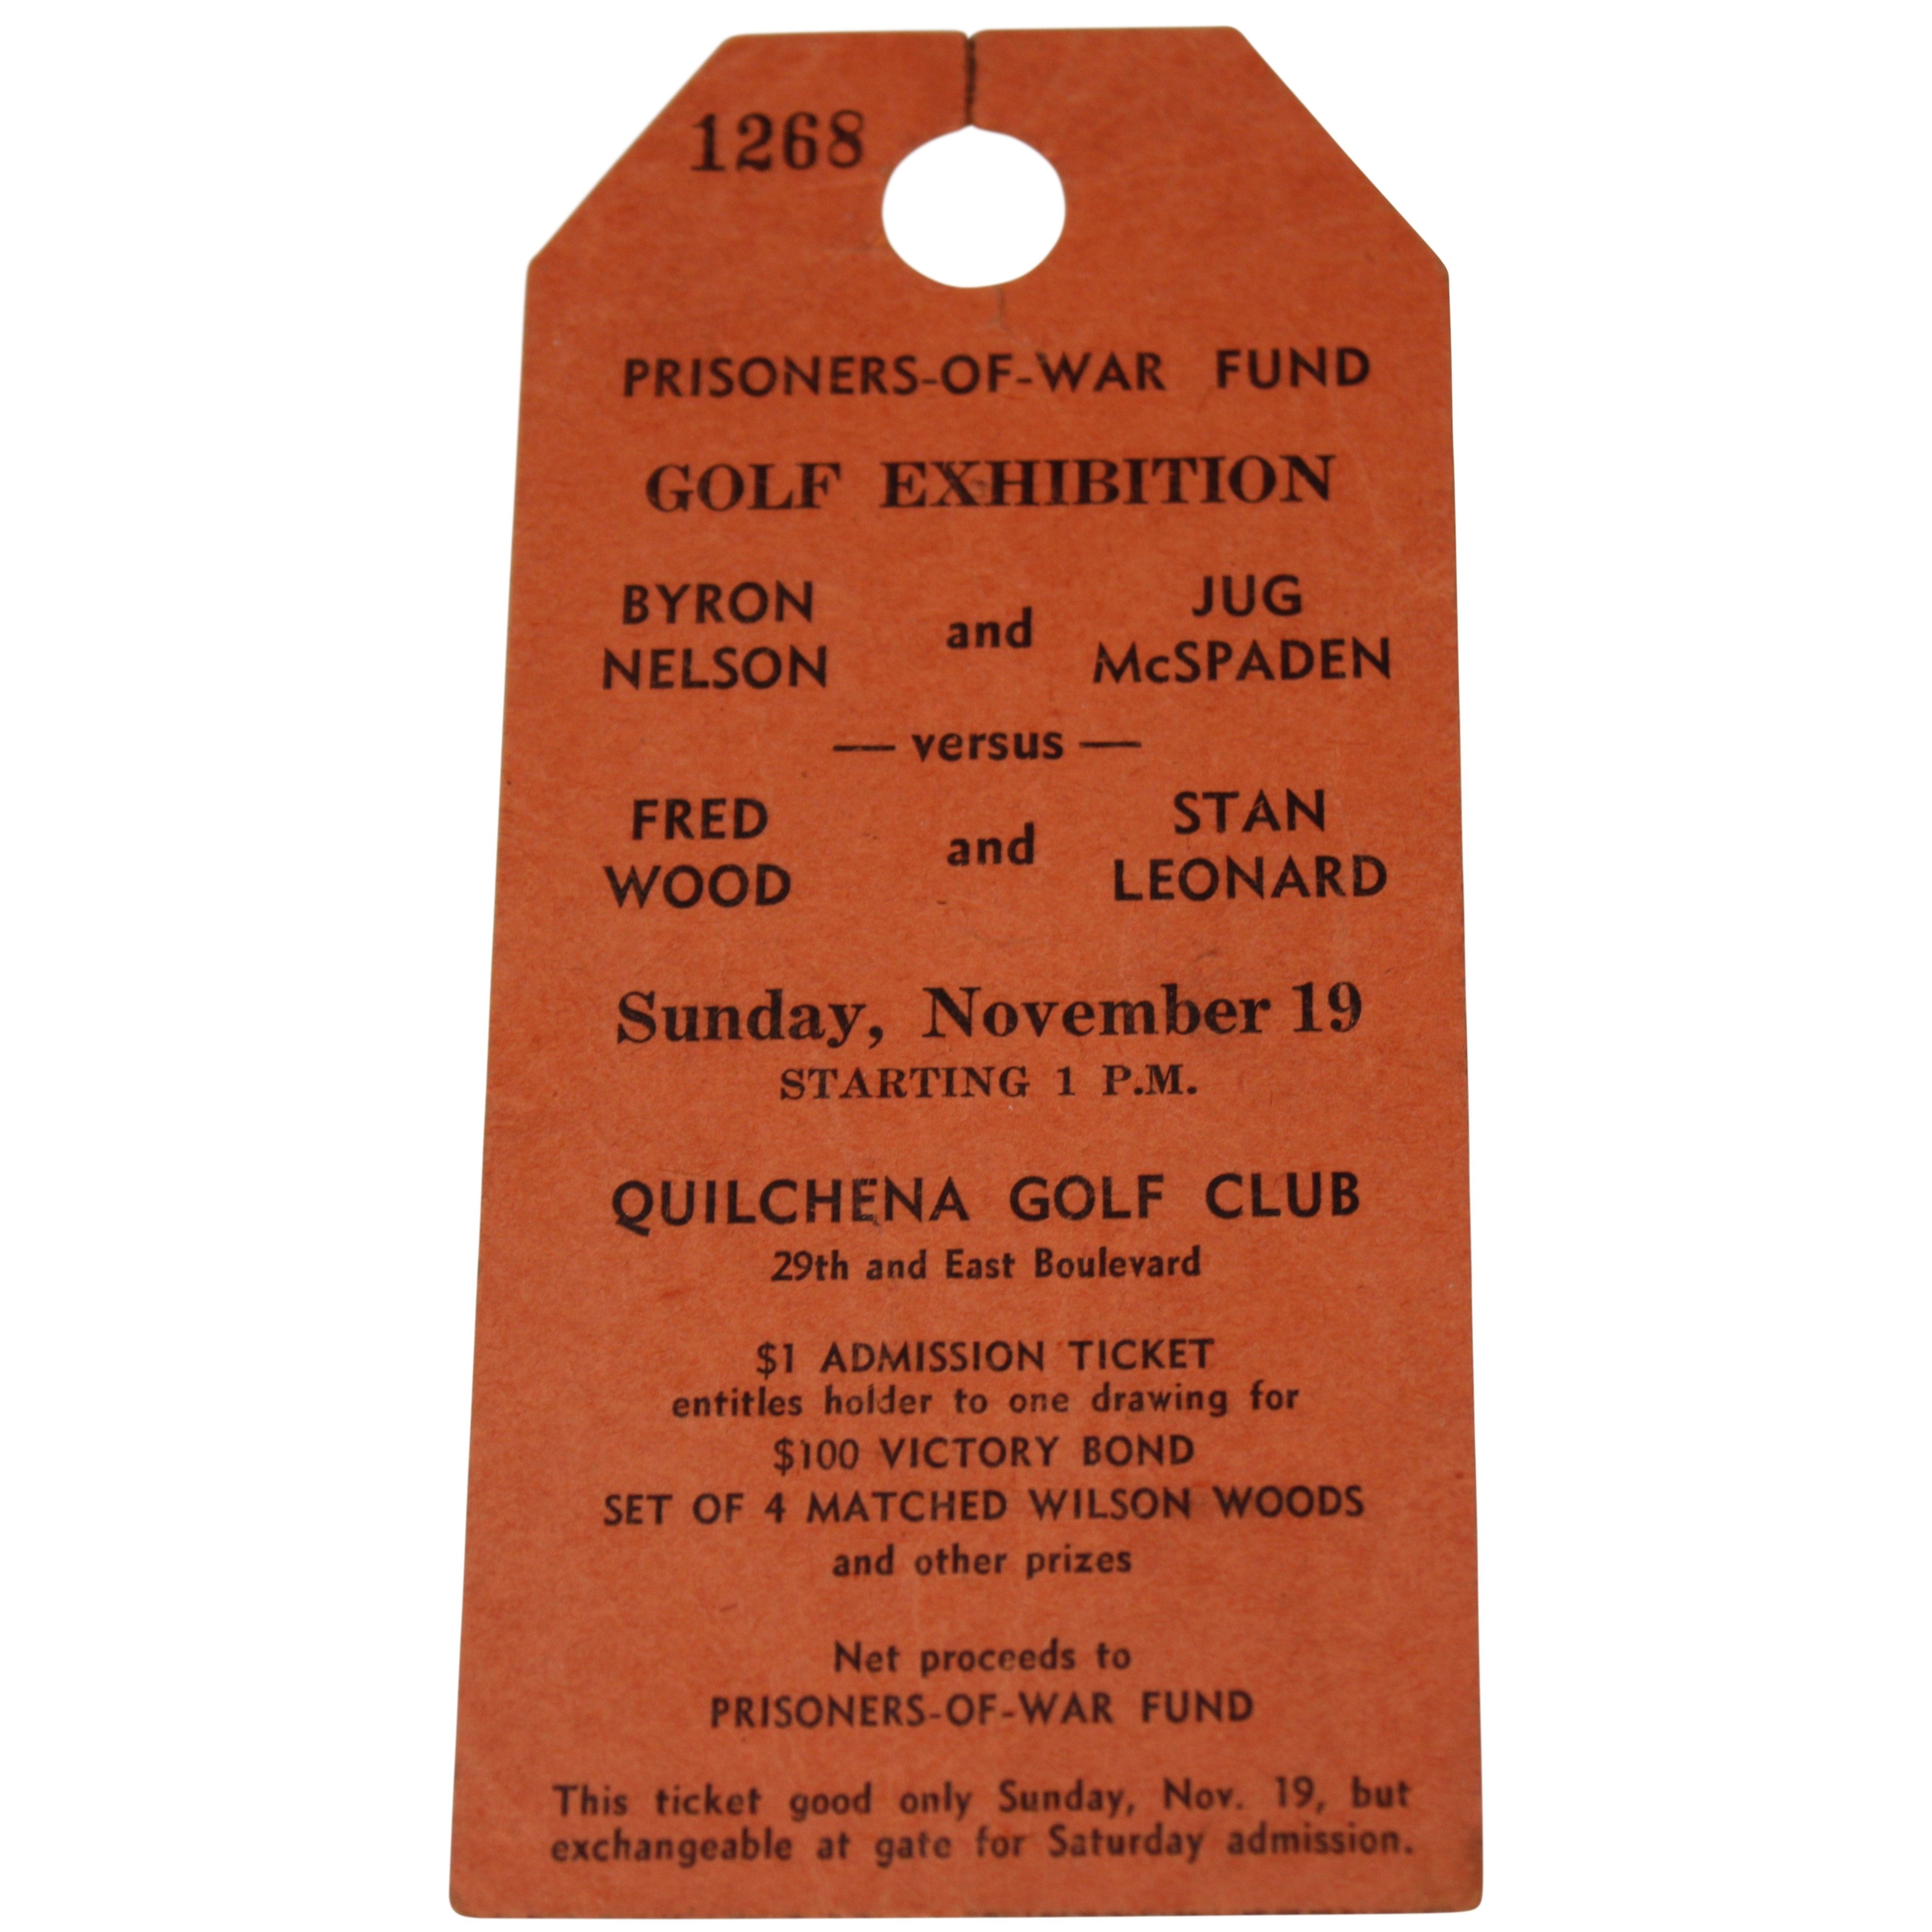 1268
PRISONERS-OF-WAR FUND
GOLF EXHIBITION
BYRON NELSON and JUG McSPADEN
— versus —
FRED WOOD and STAN LEONARD
Sunday, November 19
STARTING 1 P.M.
QUILCHENA GOLF CLUB
29th and East Boulevard
$1 ADMISSION TICKET
entitles holder to one drawing for
$100 VICTORY BOND
SET OF 4 MATCHED WILSON WOODS
and other prizes
Net proceeds to
PRISONERS-OF-WAR FUND
This ticket good only Sunday, Nov. 19, but
exchangeable at gate for Saturday admission.